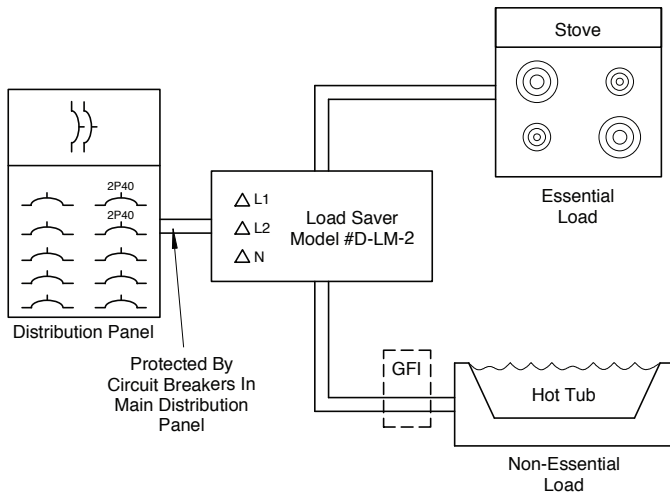 Stove
2P40
2P40
L1
L2
N
Load Saver
Model #D-LM-2
Essential
Load
Distribution Panel
Protected By
Circuit Breakers In
Main Distribution
Panel
GFI
Hot Tub
Non-Essential
Load